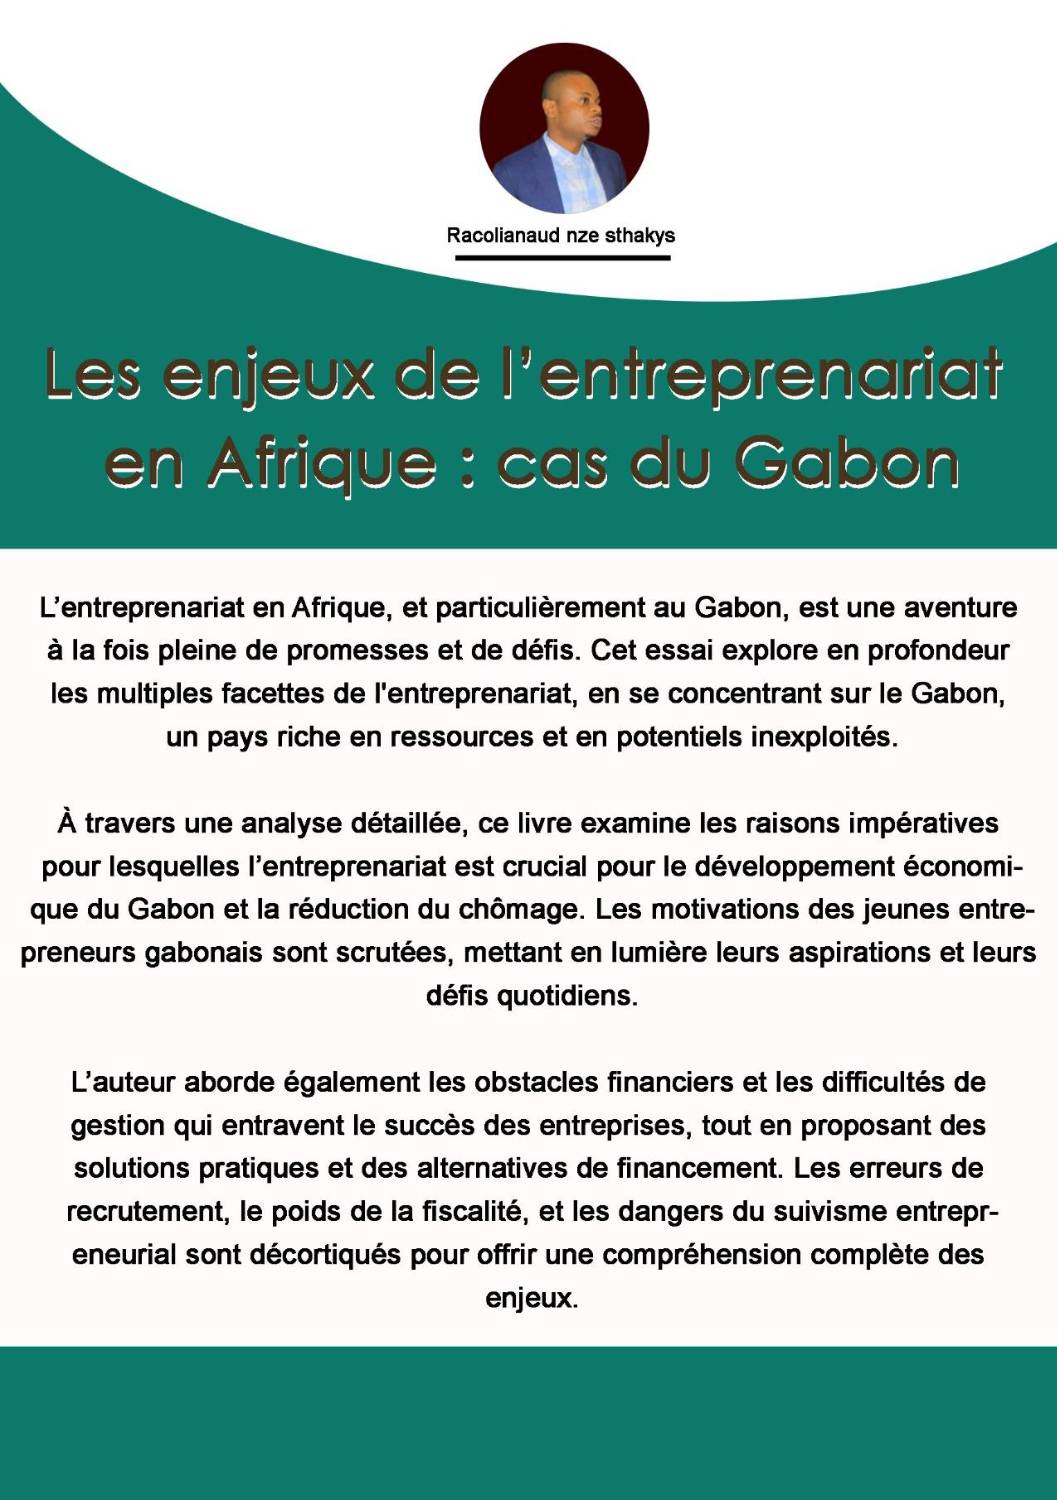 Racolianaud nze sthakys
Les enjeux de l’entreprenariat
en Afrique : cas du Gabon
L’entreprenariat en Afrique, et particulièrement au Gabon, est une aventure
à la fois pleine de promesses et de défis. Cet essai explore en profondeur
les multiples facettes de l'entreprenariat, en se concentrant sur le Gabon,
un pays riche en ressources et en potentiels inexploités.
À travers une analyse détaillée, ce livre examine les raisons impératives
pour lesquelles l’entreprenariat est crucial pour le développement économi-
que du Gabon et la réduction du chômage. Les motivations des jeunes entre-
preneurs gabonais sont scrutées, mettant en lumière leurs aspirations et leurs
défis quotidiens.
L’auteur aborde également les obstacles financiers et les difficultés de
gestion qui entravent le succès des entreprises, tout en proposant des
solutions pratiques et des alternatives de financement. Les erreurs de
recrutement, le poids de la fiscalité, et les dangers du suivisme entrepr-
eneurial sont décortiqués pour offrir une compréhension complète des
enjeux.